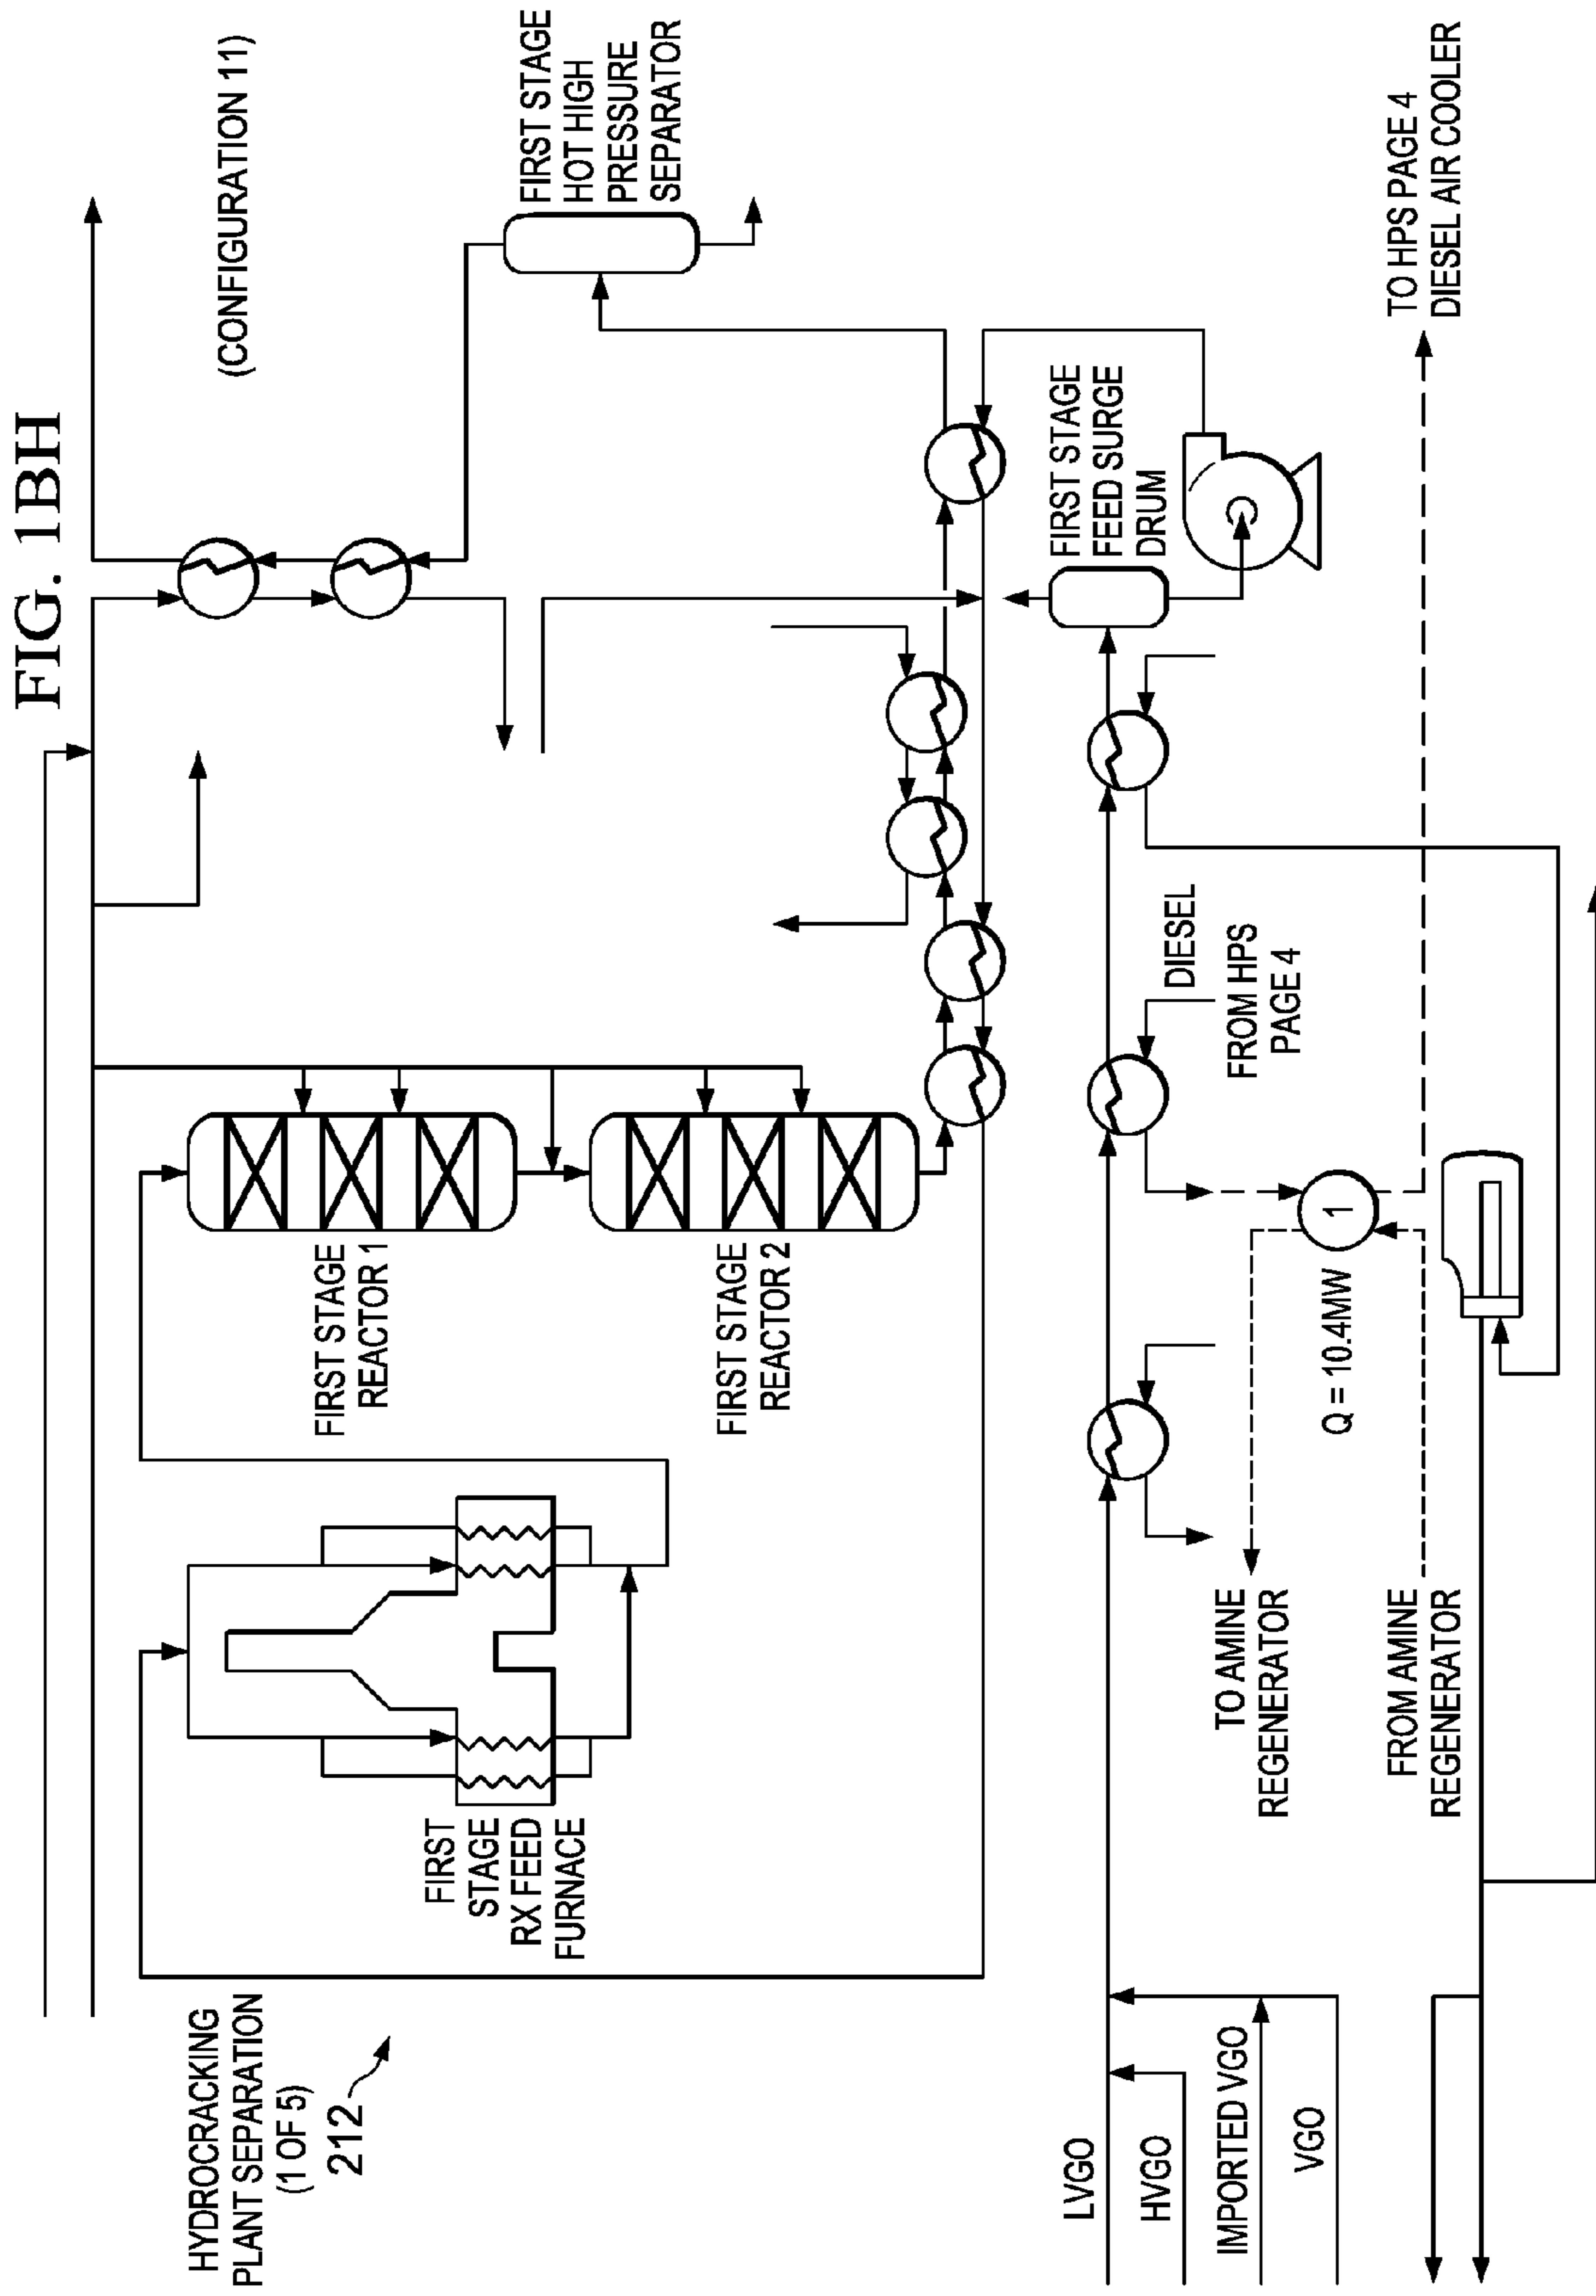 FIG. 1BH
(CONFIGURATION 11)
HYDROCRACKING
PLANT SEPARATION
(1 OF 5)
212
FIRST
STAGE
RX FEED
FURNACE
FIRST STAGE
REACTOR 1
FIRST STAGE
REACTOR 2
FIRST STAGE
HOT HIGH
PRESSURE
SEPARATOR
FIRST STAGE
FEED SURGE
DRUM
LVGO
HVGO
IMPORTED VGO
VGO
DIESEL
FROM HPS
PAGE 4
TO AMINE
REGENERATOR
Q = 10.4MW
1
FROM AMINE
REGENERATOR
TO HPS PAGE 4
DIESEL AIR COOLER